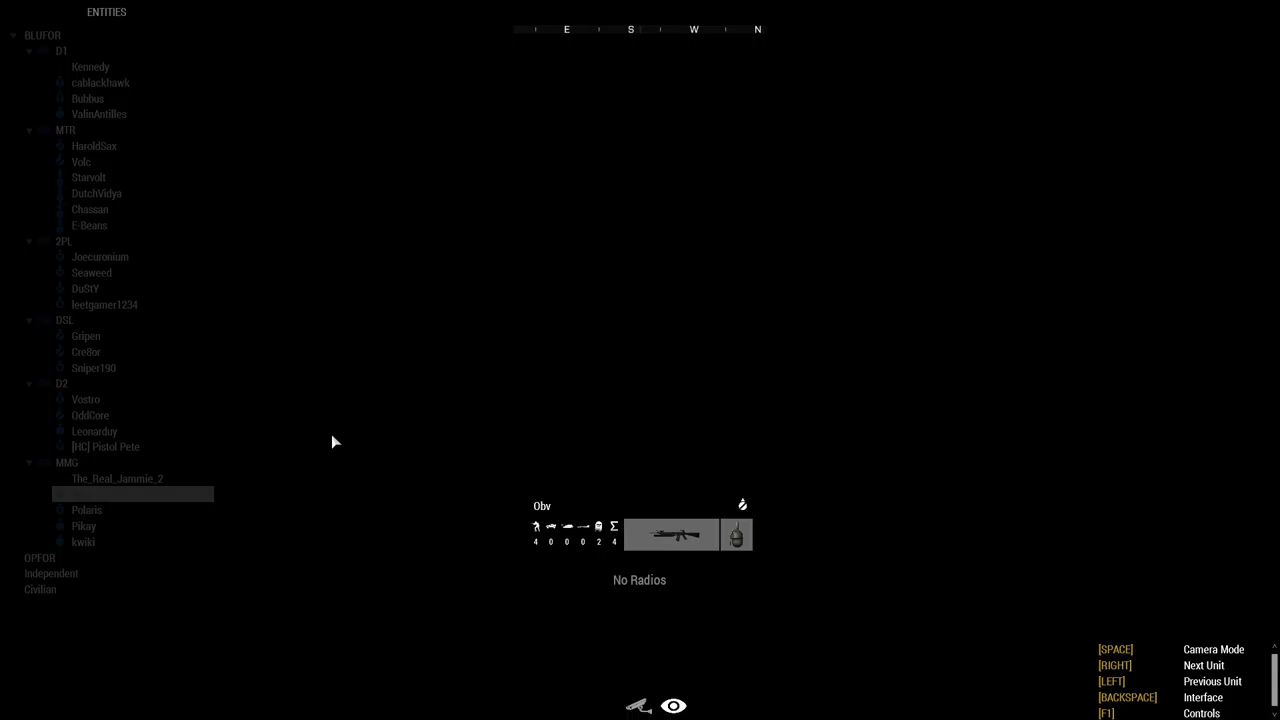 ENTITIES
E S W N
BLUFOR
D1
Kennedy
cablackhawk
Bubbus
ValinAntilles
MTR
HaroldSax
Volc
Starvolt
DutchVidya
Chassan
E-Beans
2PL
Joecuronium
Seaweed
DuStY
leetgamer1234
DSL
Gripen
Cre8or
Sniper190
D2
Vostro
OddCore
Leonarduy
[HC] Pistol Pete
MMG
The_Real_Jammie_2
Polaris
Pikay
kwiki
OPFOR
Independent
Civilian
Obv
4 0 0 0 2 4
No Radios
[SPACE] Camera Mode
[RIGHT] Next Unit
[LEFT] Previous Unit
[BACKSPACE] Interface
[F1] Controls